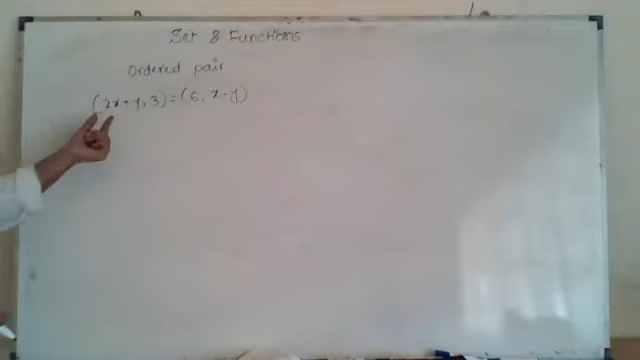 Set & Functions
Ordered pair
(2x+y, 3) = (6, x-y)